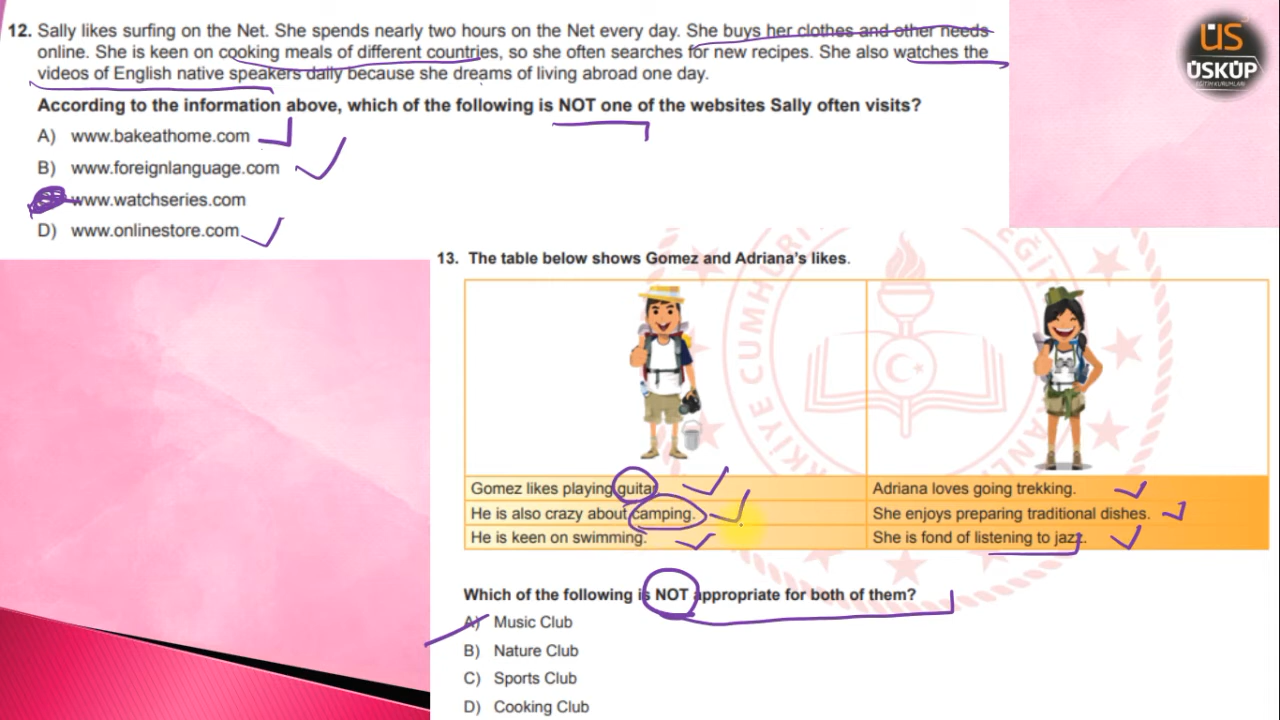 12. Sally likes surfing on the Net. She spends nearly two hours on the Net every day. She buys her clothes and other needs
online. She is keen on cooking meals of different countries, so she often searches for new recipes. She also watches the
videos of English native speakers daily because she dreams of living abroad one day.
According to the information above, which of the following is NOT one of the websites Sally often visits?
A) www.bakeathome.com
B) www.foreignlanguage.com
www.watchseries.com
D) www.onlinestore.com
üs
ÜSKÜP
EĞİTİM KURUMLARI
13. The table below shows Gomez and Adriana's likes.
Gomez likes playing guitar
He is also crazy about camping.
He is keen on swimming.
Adriana loves going trekking.
She enjoys preparing traditional dishes.
She is fond of listening to jazz.
Which of the following is NOT appropriate for both of them?
A) Music Club
B) Nature Club
C) Sports Club
D) Cooking Club